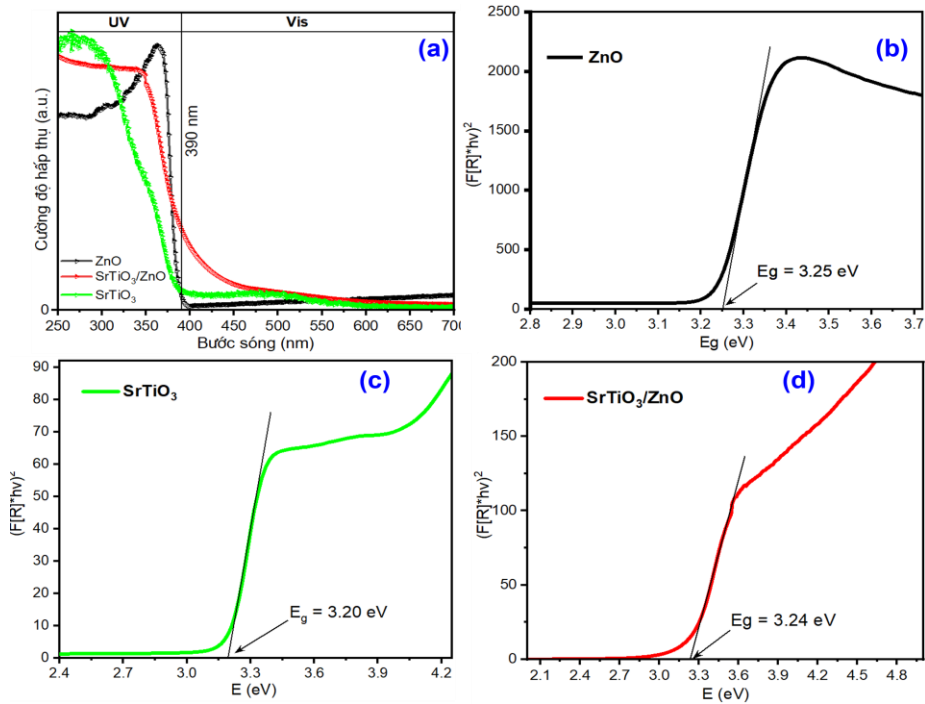 UV Vis
(a)
Cường độ hấp thụ (a.u.)
390 nm
ZnO
SrTiO₃/ZnO
SrTiO₃
0
250 300 350 400 450 500 550 600 650 700
Bước sóng (nm)
(b)
ZnO
(F[R]*hv)²
2500
2000
1500
1000
500
0
Eg = 3.25 eV
2.8 2.9 3.0 3.1 3.2 3.3 3.4 3.5 3.6 3.7
Eg (eV)
(c)
SrTiO₃
(F[R]*hv)²
90
80
70
60
50
40
30
20
10
0
E_g = 3.20 eV
2.4 2.7 3.0 3.3 3.6 3.9 4.2
E (eV)
(d)
SrTiO₃/ZnO
(F[R]*hv)²
200
150
100
50
0
Eg = 3.24 eV
2.1 2.4 2.7 3.0 3.3 3.6 3.9 4.2 4.5 4.8
E (eV)